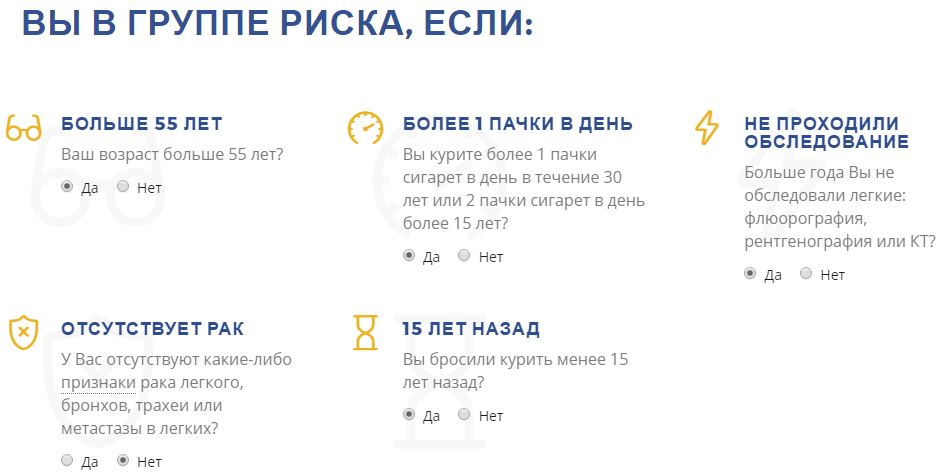 ВЫ В ГРУППЕ РИСКА, ЕСЛИ:
БОЛЬШЕ 55 ЛЕТ
Ваш возраст больше 55 лет?
Да Нет
БОЛЕЕ 1 ПАЧКИ В ДЕНЬ
Вы курите более 1 пачки
сигарет в день в течение 30
лет или 2 пачки сигарет в день
более 15 лет?
Да Нет
НЕ ПРОХОДИЛИ
ОБСЛЕДОВАНИЕ
Больше года Вы не
обследовали легкие:
флюорография,
рентгенография или КТ?
Да Нет
ОТСУТСТВУЕТ РАК
У Вас отсутствуют какие-либо
признаки рака легкого,
бронхов, трахеи или
метастазы в легких?
Да Нет
15 ЛЕТ НАЗАД
Вы бросили курить менее 15
лет назад?
Да Нет